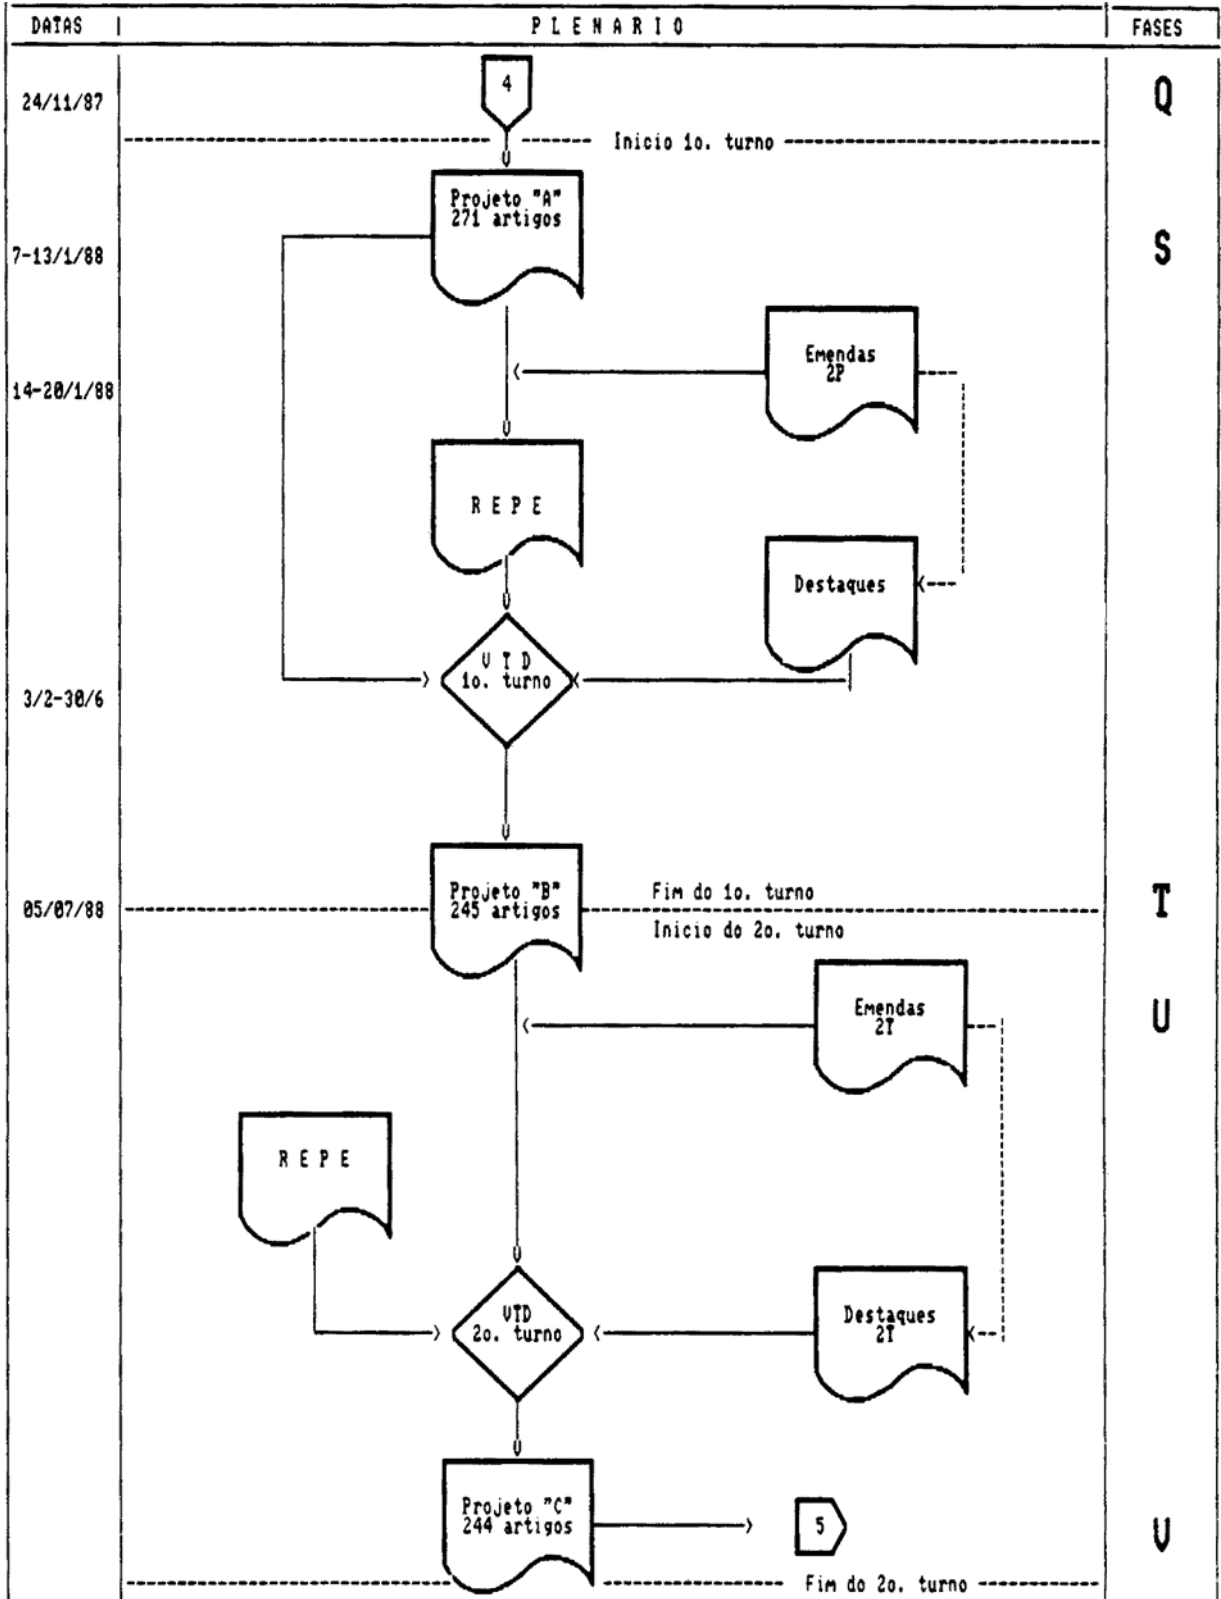 DATAS | PLENARIO FASES
4
24/11/87 Q
Inicio 1o. turno
Projeto "A"
271 artigos
7-13/1/88 S
Emendas
2P
14-20/1/88
R E P E
Destaques
V T D
1o. turno
3/2-30/6
Projeto "B"
245 artigos
Fim do 1o. turno
05/07/88 T
Inicio do 2o. turno
Emendas
2T
U
R E P E
VTD
2o. turno
Destaques
2T
Projeto "C"
244 artigos
5
V
Fim do 2o. turno